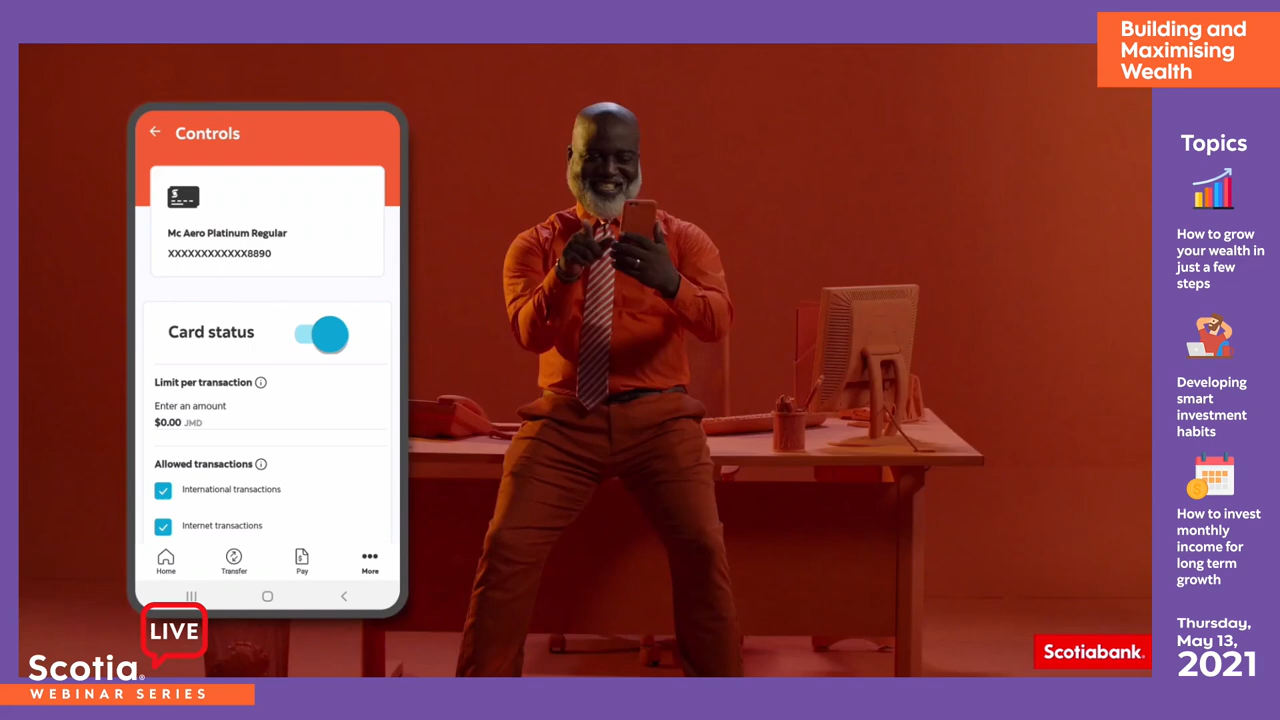 Building and
Maximising
Wealth
Controls
$
Mc Aero Platinum Regular
XXXXXXXXXXXX8890
Card status
Limit per transaction
Enter an amount
$0.00 JMD
Allowed transactions
International transactions
Internet transactions
Home
Transfer
Pay
More
LIVE
Scotia®
WEBINAR SERIES
Scotiabank®
Topics
How to grow
your wealth in
just a few
steps
Developing
smart
investment
habits
How to invest
monthly
income for
long term
growth
Thursday,
May 13,
2021